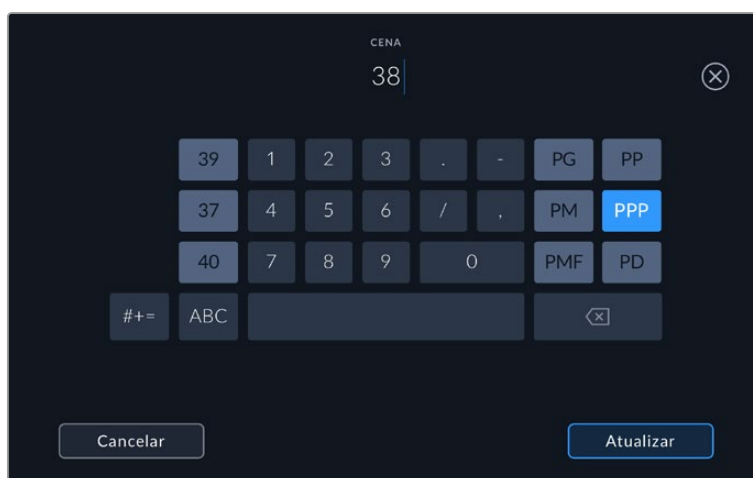 CENA
38
39 1 2 3 . - PG PP
37 4 5 6 / , PM PPP
40 7 8 9 0 PMF PD
#+= ABC
Cancelar Atualizar